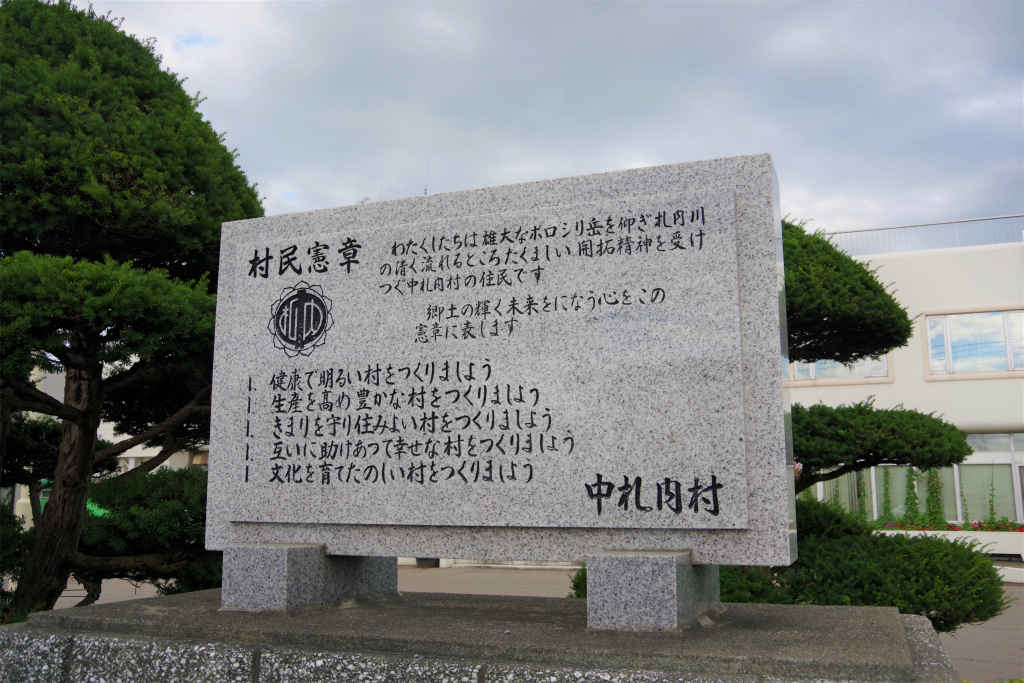 村民憲章
わたくしたちは雄大なポロシリ岳を仰ぎ札内川
の清く流れるところたくましい開拓精神を受け
つぐ中札内村の住民です
郷土の輝く未来をになう心をこの
憲章に表します
1. 健康で明るい村をつくりましよう
1. 生産を高め豊かな村をつくりましよう
1. きまりを守り住みよい村をつくりましよう
1. 互いに助けあつて幸せな村をつくりましよう
1. 文化を育てたのしい村をつくりましよう
中札内村